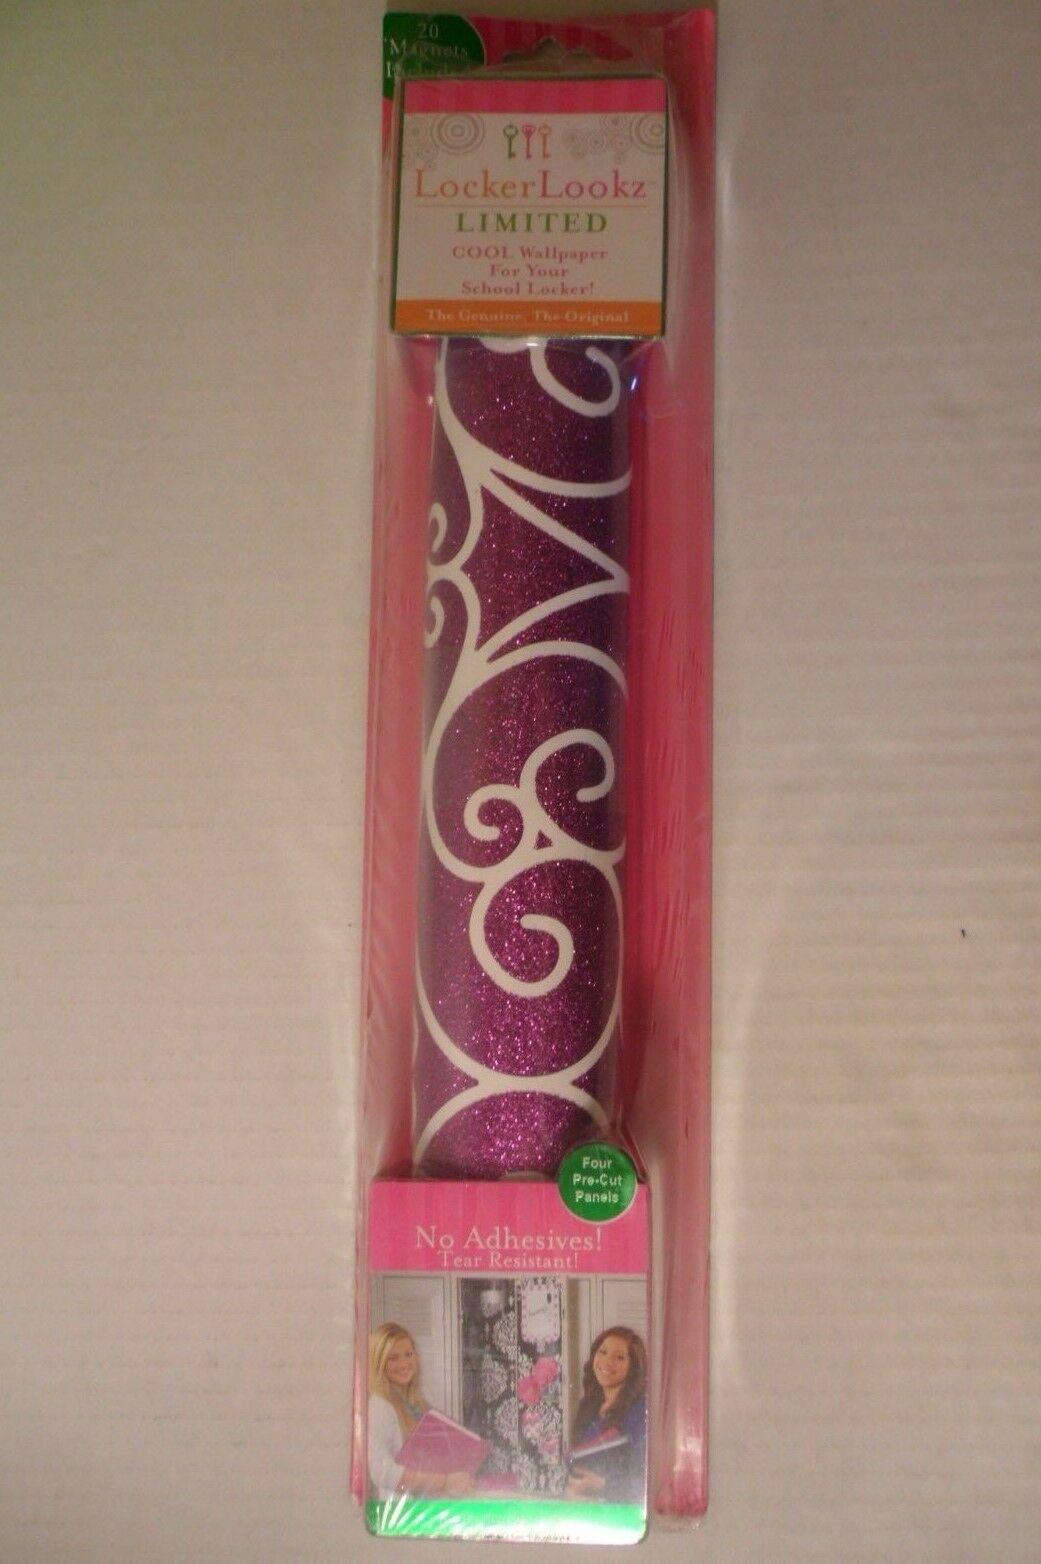 20
Magnets
LockerLookz™
LIMITED
COOL Wallpaper
For Your
School Locker!
The Genuine, The Original
Four
Pre-Cut
Panels
No Adhesives!
Tear Resistant!